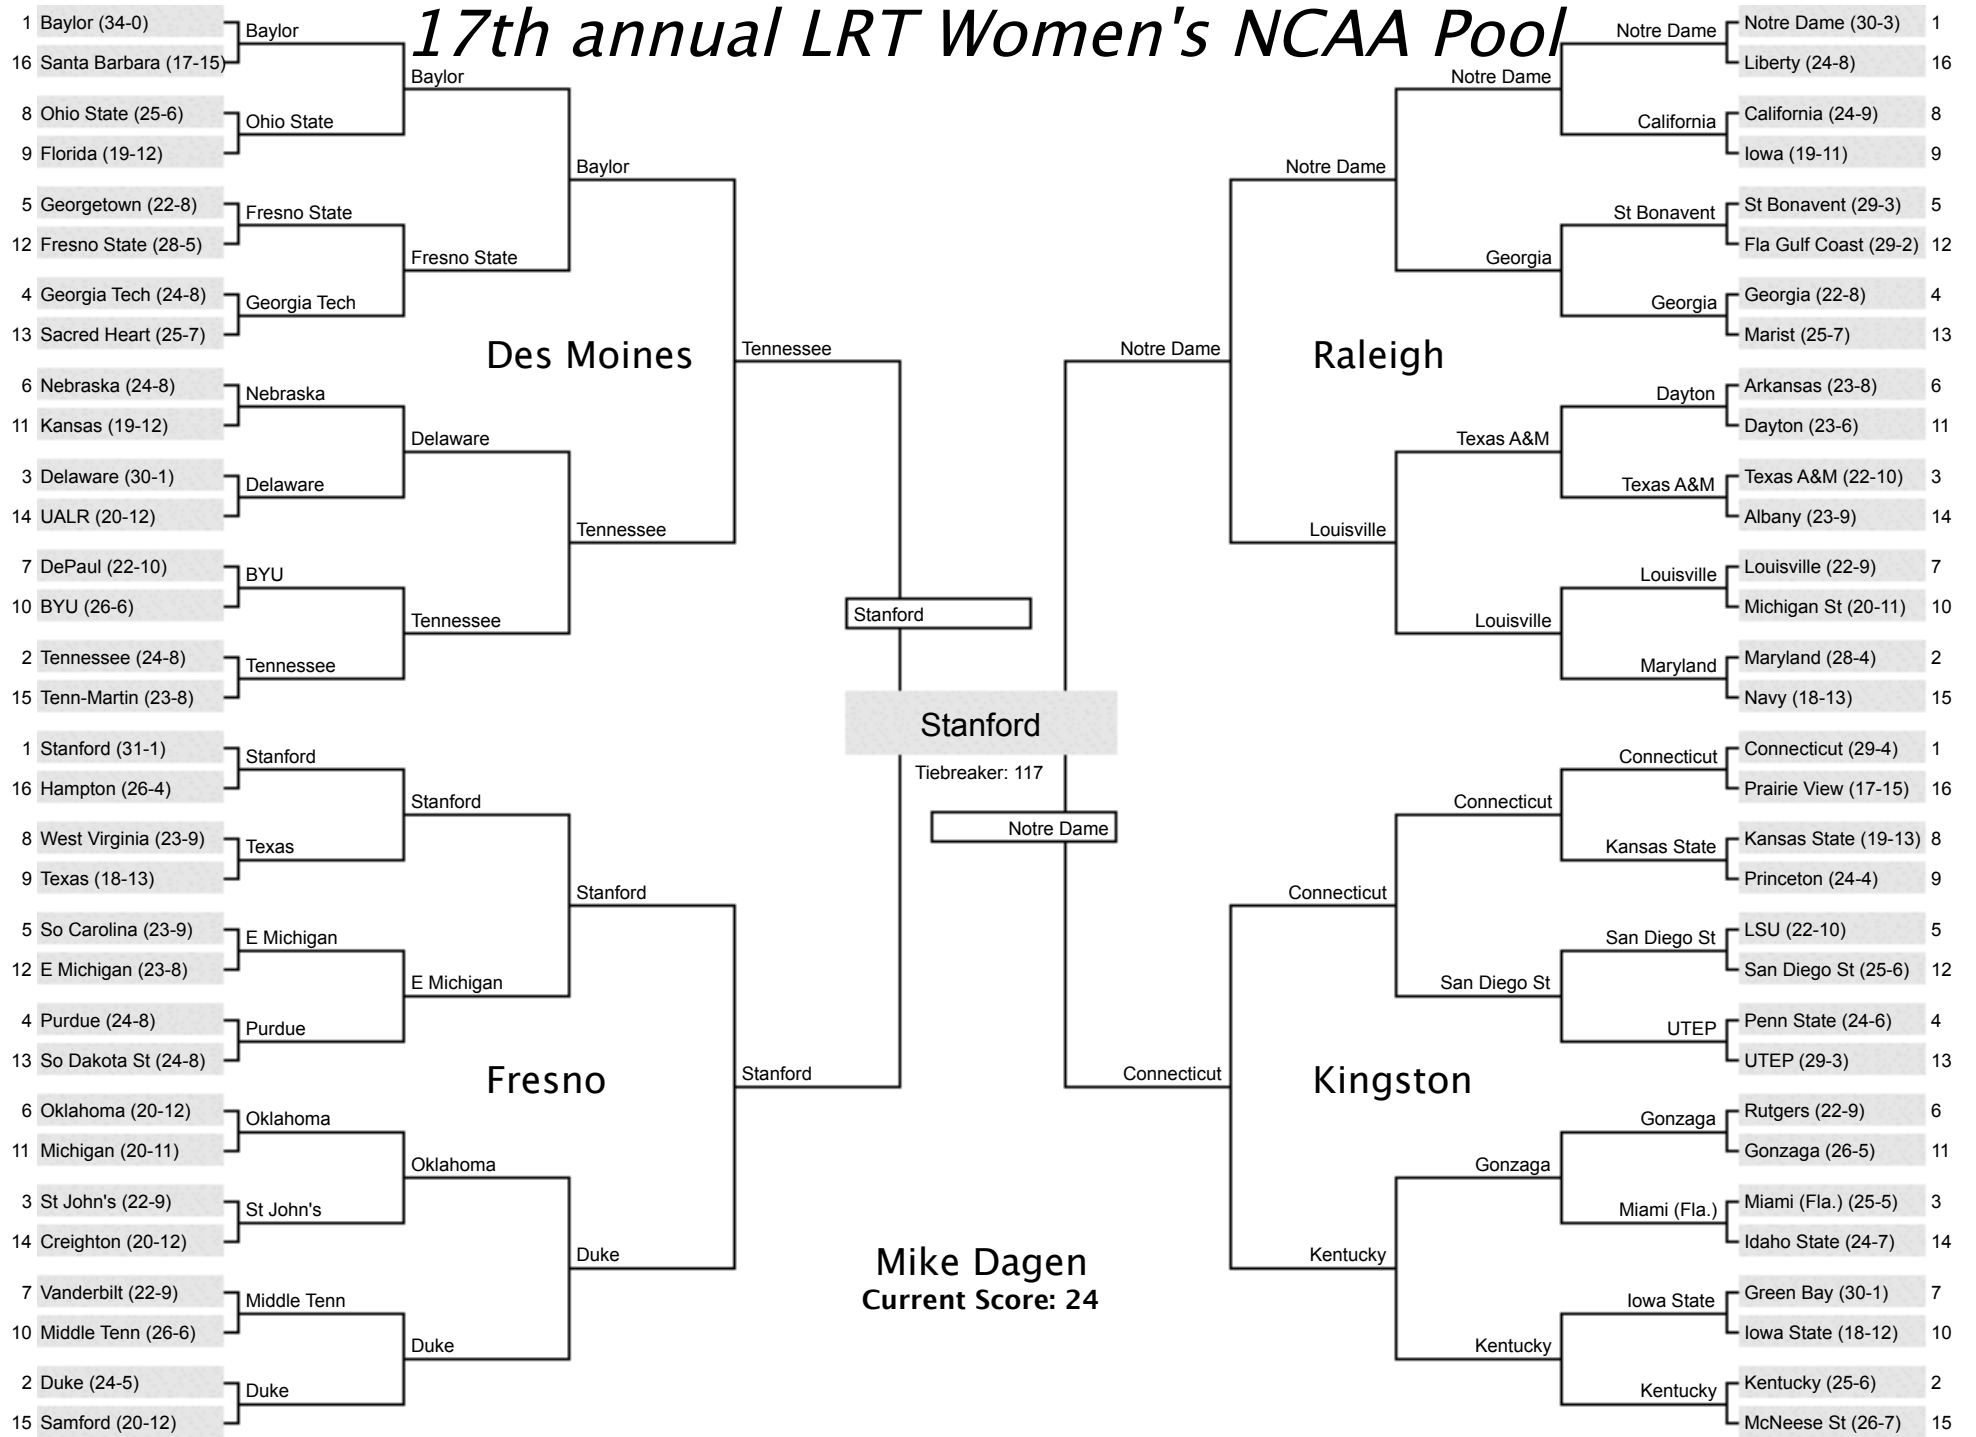 17th annual LRT Women's NCAA Pool
1 Baylor (34-0)
16 Santa Barbara (17-15)
8 Ohio State (25-6)
9 Florida (19-12)
5 Georgetown (22-8)
12 Fresno State (28-5)
4 Georgia Tech (24-8)
13 Sacred Heart (25-7)
6 Nebraska (24-8)
11 Kansas (19-12)
3 Delaware (30-1)
14 UALR (20-12)
7 DePaul (22-10)
10 BYU (26-6)
2 Tennessee (24-8)
15 Tenn-Martin (23-8)
1 Stanford (31-1)
16 Hampton (26-4)
8 West Virginia (23-9)
9 Texas (18-13)
5 So Carolina (23-9)
12 E Michigan (23-8)
4 Purdue (24-8)
13 So Dakota St (24-8)
6 Oklahoma (20-12)
11 Michigan (20-11)
3 St John's (22-9)
14 Creighton (20-12)
7 Vanderbilt (22-9)
10 Middle Tenn (26-6)
2 Duke (24-5)
15 Samford (20-12)
Baylor
Ohio State
Fresno State
Georgia Tech
Nebraska
Delaware
BYU
Tennessee
Stanford
Texas
E Michigan
Purdue
Oklahoma
St John's
Middle Tenn
Duke
Baylor
Fresno State
Delaware
Tennessee
Stanford
E Michigan
Oklahoma
Duke
Baylor
Tennessee
Stanford
Duke
Des Moines
Fresno
Tennessee
Stanford
Stanford
Stanford
Tiebreaker: 117
Notre Dame
Mike Dagen
Current Score: 24
Notre Dame
Connecticut
Raleigh
Kingston
Notre Dame
Louisville
Connecticut
Kentucky
Notre Dame
Georgia
Texas A&M
Louisville
Connecticut
San Diego St
Gonzaga
Kentucky
Notre Dame
California
St Bonavent
Georgia
Dayton
Texas A&M
Louisville
Maryland
Connecticut
Kansas State
San Diego St
UTEP
Gonzaga
Miami (Fla.)
Iowa State
Kentucky
Notre Dame (30-3) 1
Liberty (24-8) 16
California (24-9) 8
Iowa (19-11) 9
St Bonavent (29-3) 5
Fla Gulf Coast (29-2) 12
Georgia (22-8) 4
Marist (25-7) 13
Arkansas (23-8) 6
Dayton (23-6) 11
Texas A&M (22-10) 3
Albany (23-9) 14
Louisville (22-9) 7
Michigan St (20-11) 10
Maryland (28-4) 2
Navy (18-13) 15
Connecticut (29-4) 1
Prairie View (17-15) 16
Kansas State (19-13) 8
Princeton (24-4) 9
LSU (22-10) 5
San Diego St (25-6) 12
Penn State (24-6) 4
UTEP (29-3) 13
Rutgers (22-9) 6
Gonzaga (26-5) 11
Miami (Fla.) (25-5) 3
Idaho State (24-7) 14
Green Bay (30-1) 7
Iowa State (18-12) 10
Kentucky (25-6) 2
McNeese St (26-7) 15